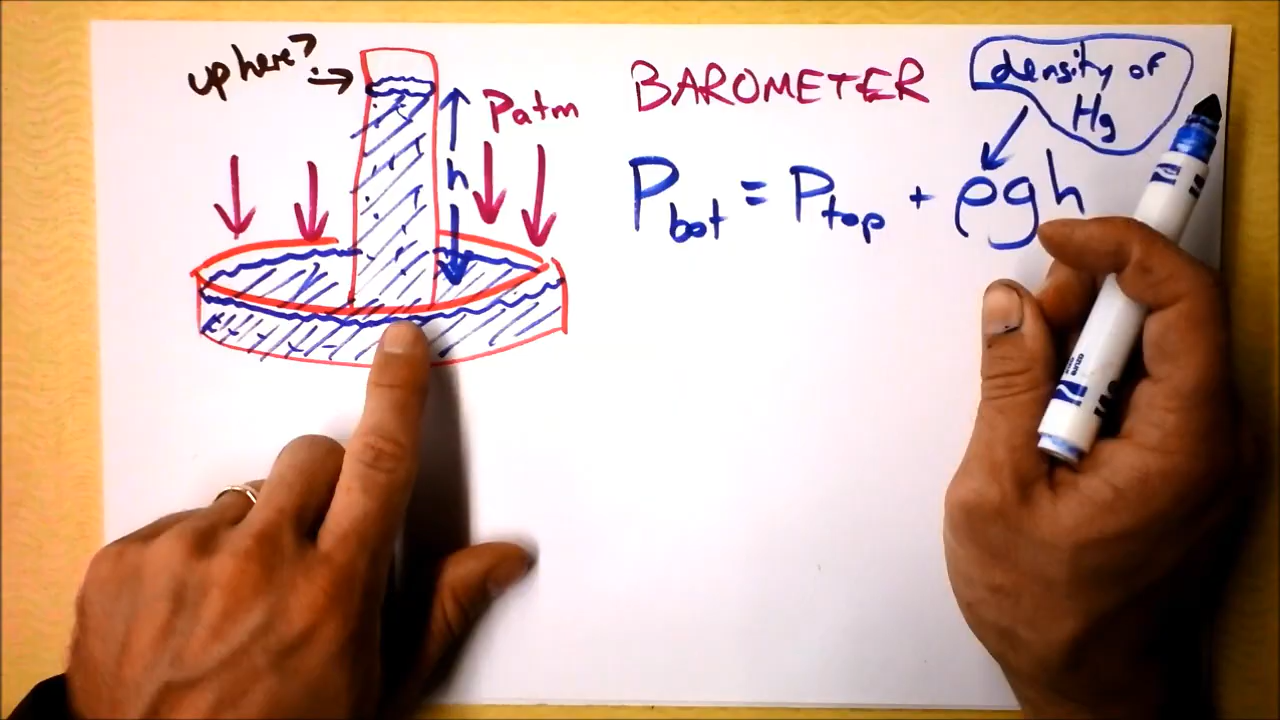 up here?
Patm
h
BAROMETER
density of
Hg
Pbot = Ptop + ρgh